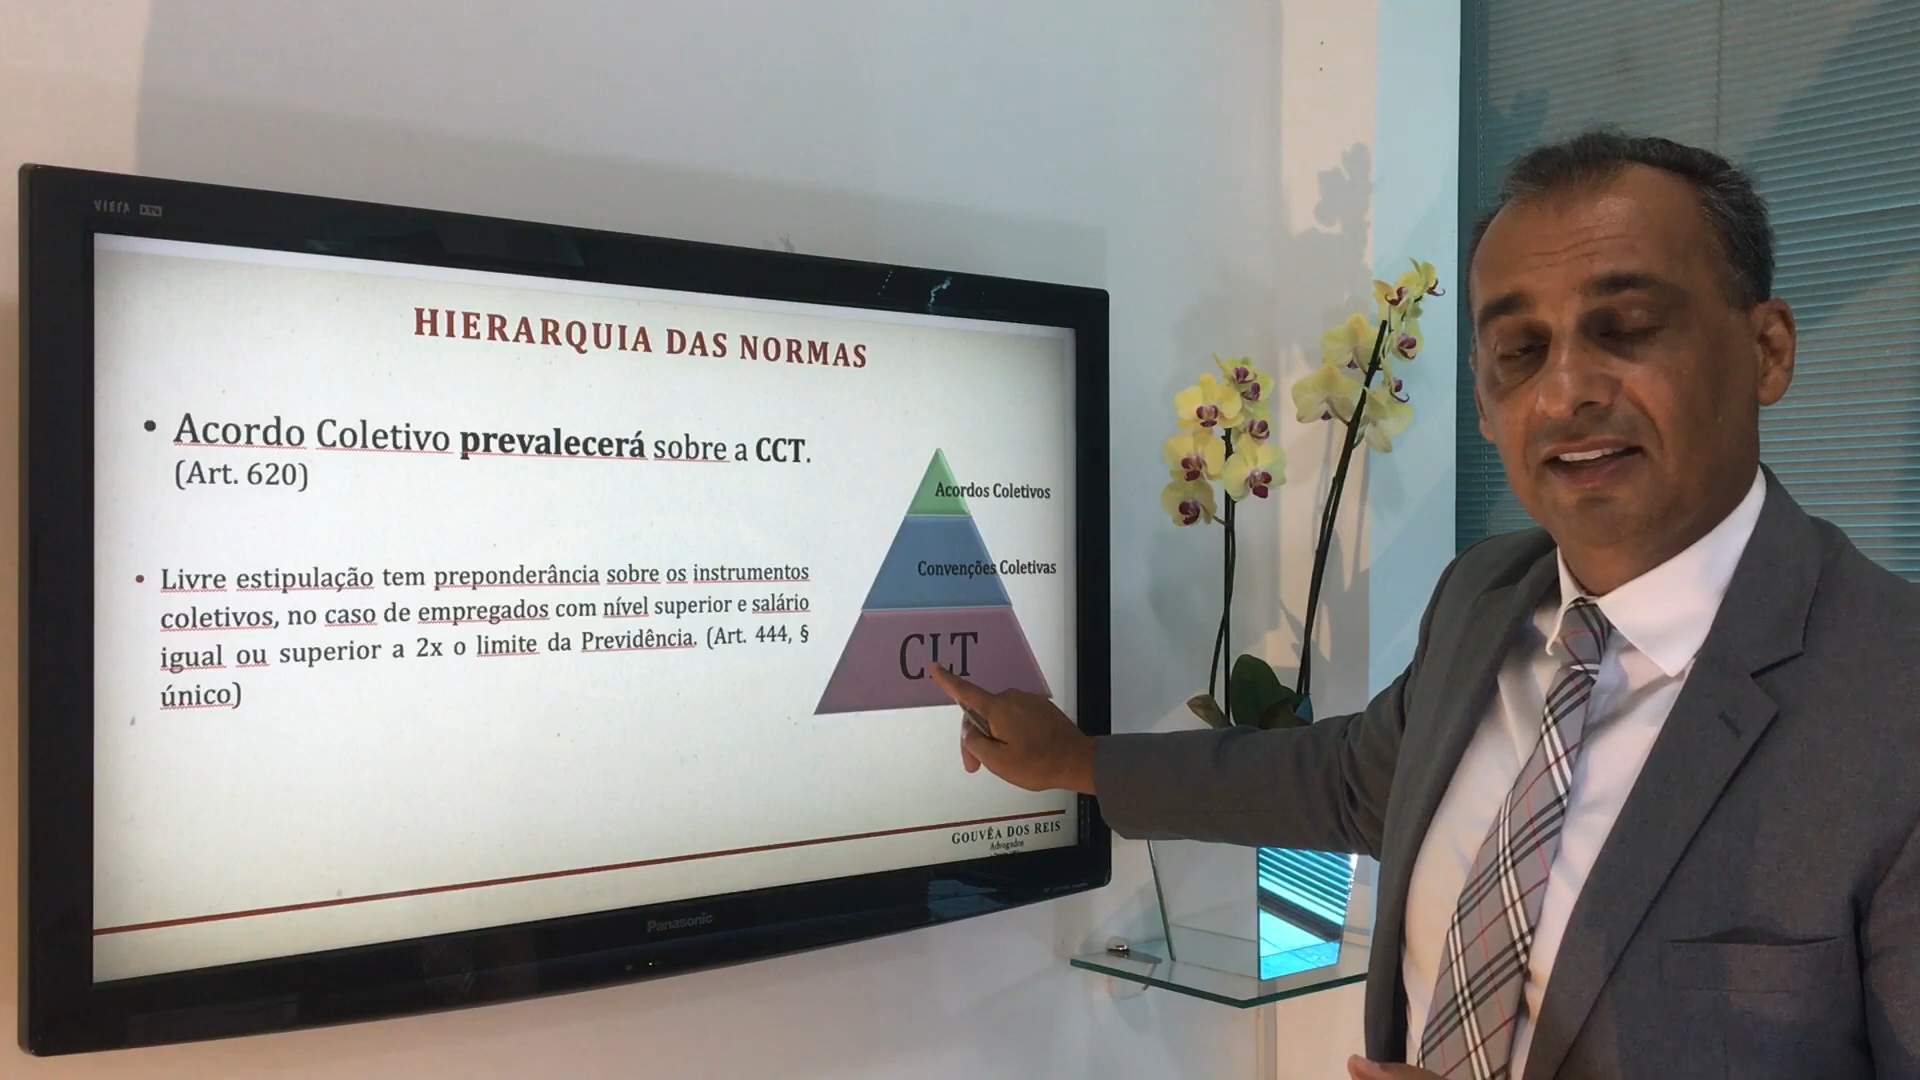 VIERA
HIERARQUIA DAS NORMAS
• Acordo Coletivo prevalecerá sobre a CCT.
(Art. 620)
• Livre estipulação tem preponderância sobre os instrumentos
coletivos, no caso de empregados com nível superior e salário
igual ou superior a 2x o limite da Previdência. (Art. 444, §
único)
Acordos Coletivos
Convenções Coletivas
CLT
GOUVÊA DOS REIS
Advogados
Panasonic